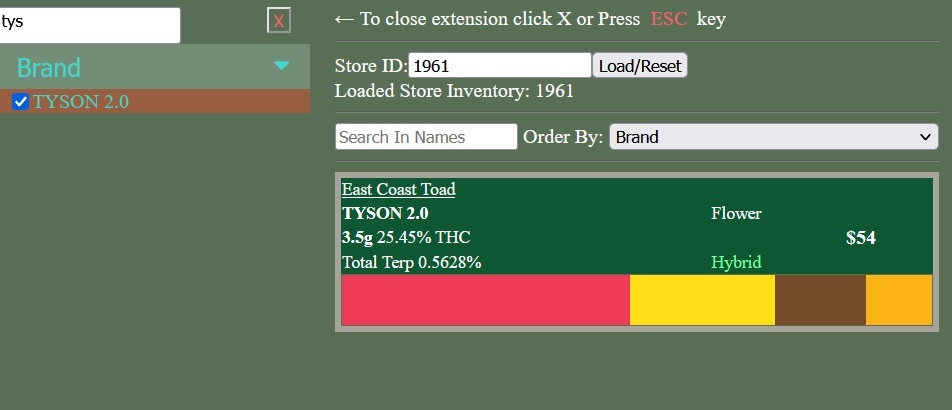 tys
X
Brand
TYSON 2.0
← To close extension click X or Press ESC key
Store ID: 1961 Load/Reset
Loaded Store Inventory: 1961
Search In Names Order By: Brand
East Coast Toad
TYSON 2.0 Flower
3.5g 25.45% THC $54
Total Terp 0.5628% Hybrid